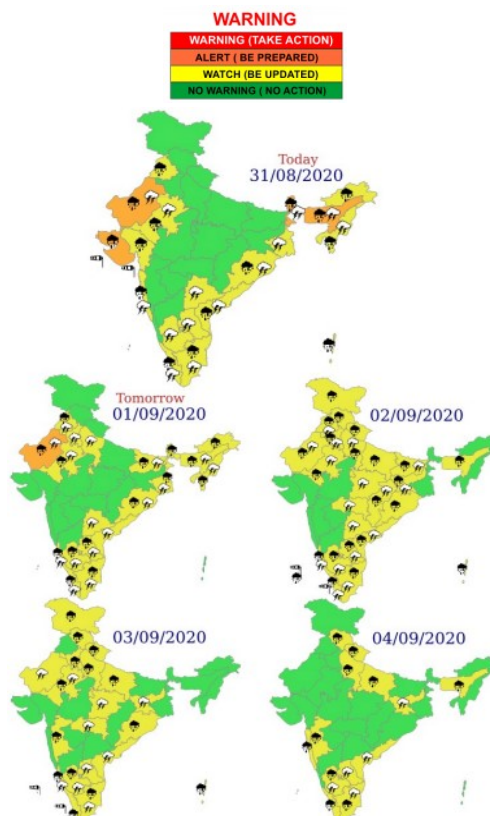 WARNING
WARNING (TAKE ACTION)
ALERT ( BE PREPARED)
WATCH (BE UPDATED)
NO WARNING ( NO ACTION)
Today
31/08/2020
Tomorrow
01/09/2020
02/09/2020
03/09/2020
04/09/2020